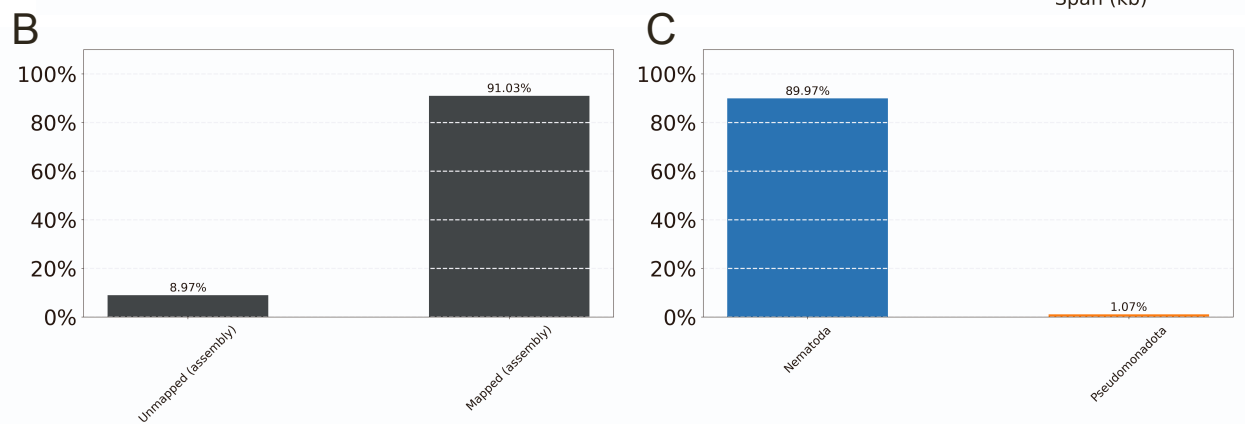 Span (kb)
B
100%
80%
60%
40%
20%
0%
8.97%
91.03%
Unmapped (assembly)
Mapped (assembly)
C
100%
80%
60%
40%
20%
0%
89.97%
1.07%
Nematoda
Pseudomonadota